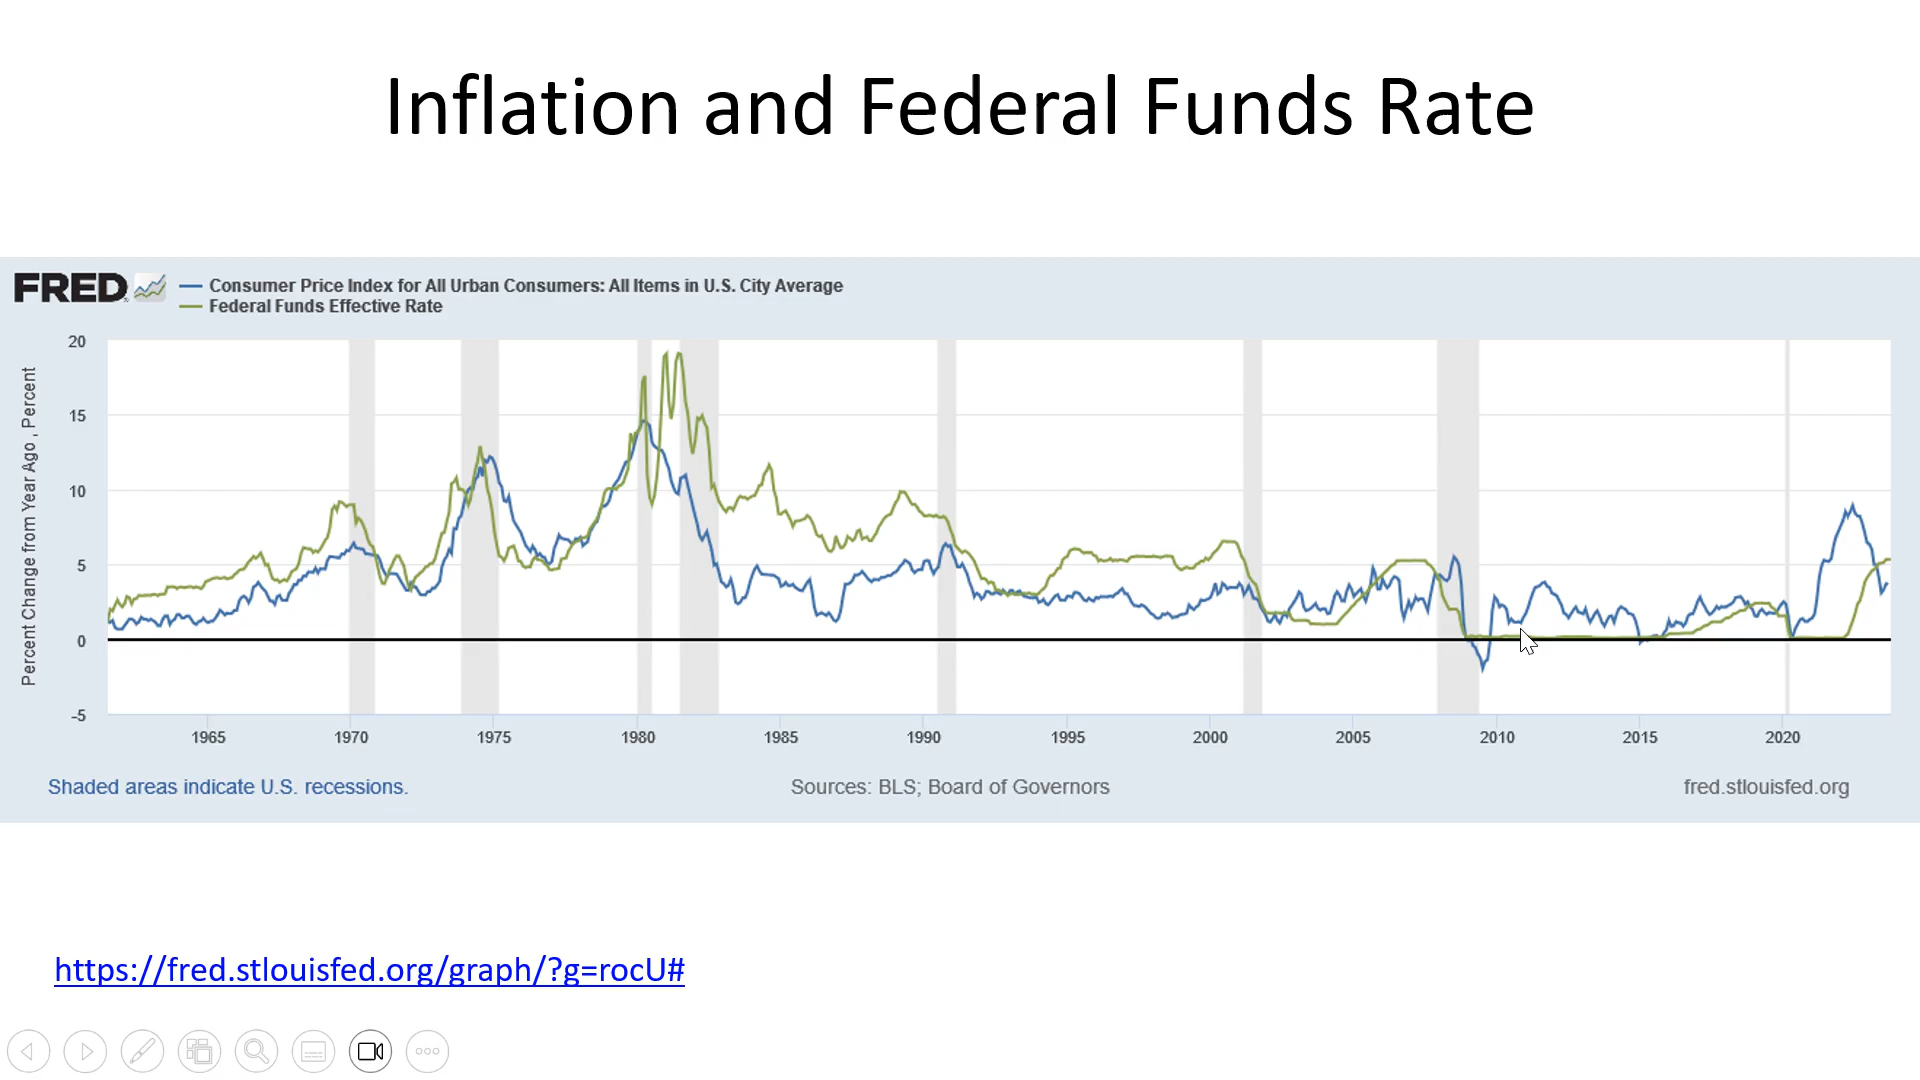 Inflation and Federal Funds Rate
FRED
Consumer Price Index for All Urban Consumers: All Items in U.S. City Average
Federal Funds Effective Rate
Percent Change from Year Ago , Percent
20
15
10
5
0
-5
1965 1970 1975 1980 1985 1990 1995 2000 2005 2010 2015 2020
Shaded areas indicate U.S. recessions.
Sources: BLS; Board of Governors
fred.stlouisfed.org
https://fred.stlouisfed.org/graph/?g=rocU#